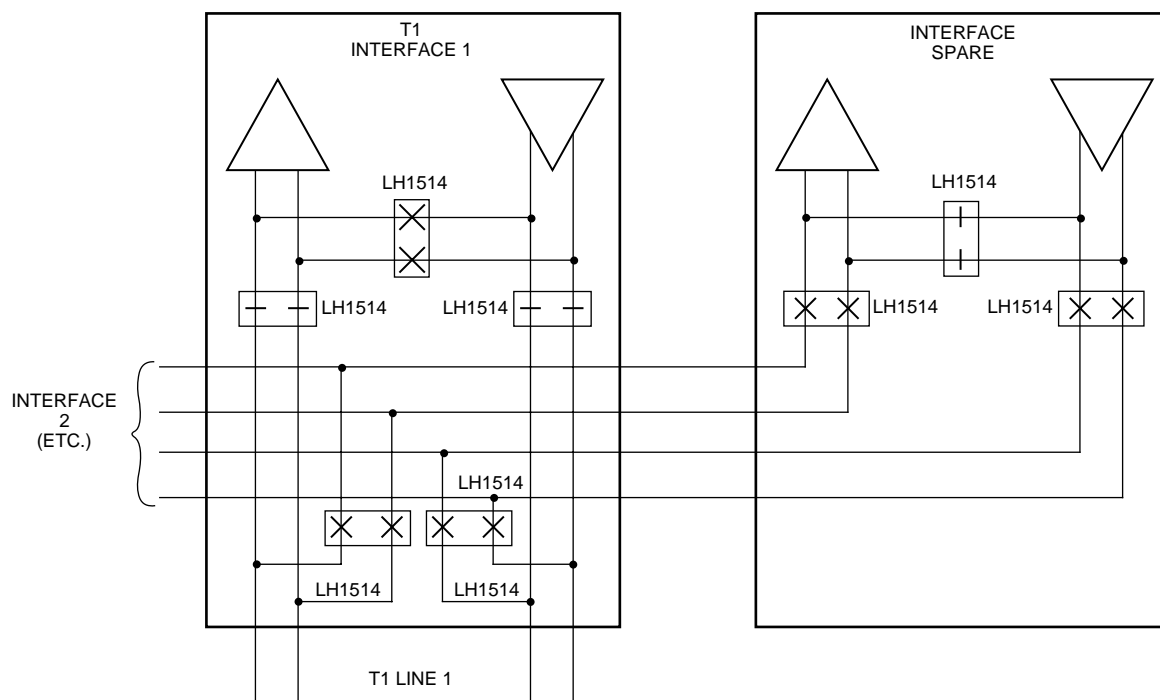 T1
INTERFACE 1
INTERFACE
SPARE
LH1514
LH1514
LH1514
LH1514
LH1514
LH1514
INTERFACE
2
(ETC.)
LH1514
LH1514
LH1514
T1 LINE 1